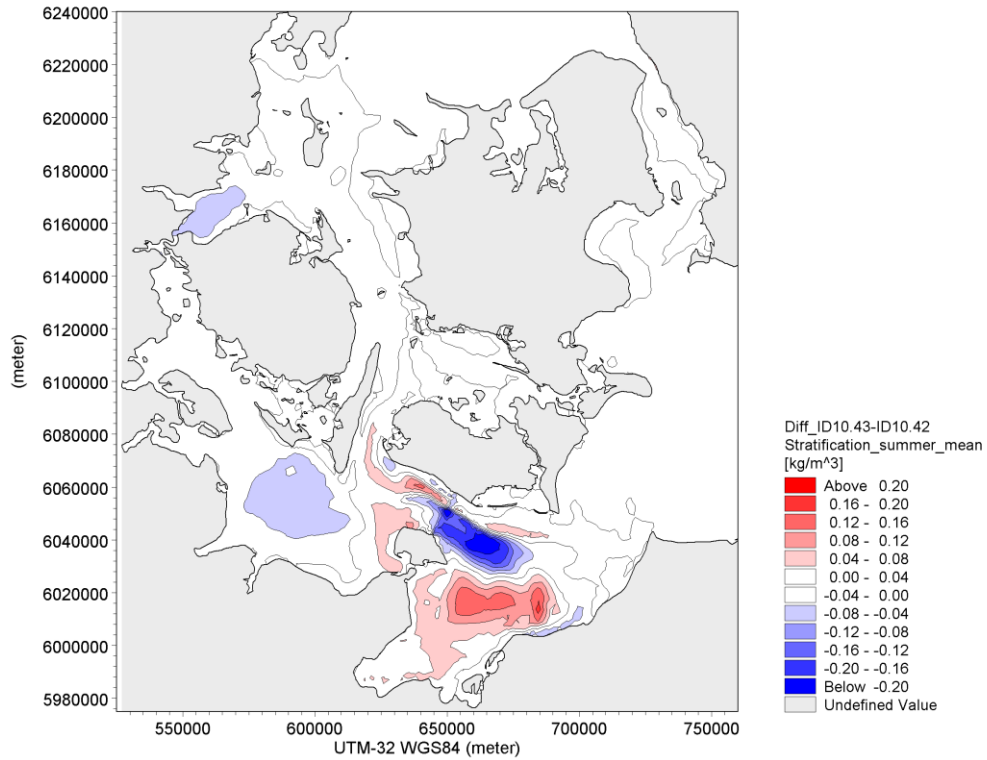 6240000
6220000
6200000
6180000
6160000
6140000
6120000
6100000
6080000
6060000
6040000
6020000
6000000
5980000
(meter)
550000 600000 650000 700000 750000
UTM-32 WGS84 (meter)
Diff_ID10.43-ID10.42
Stratification_summer_mean
[kg/m^3]
Above 0.20
0.16 - 0.20
0.12 - 0.16
0.08 - 0.12
0.04 - 0.08
0.00 - 0.04
-0.04 - 0.00
-0.08 - -0.04
-0.12 - -0.08
-0.16 - -0.12
-0.20 - -0.16
Below -0.20
Undefined Value